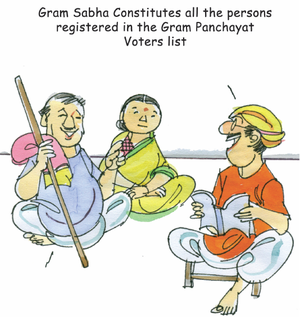 Gram Sabha Constitutes all the persons
registered in the Gram Panchayat
Voters list